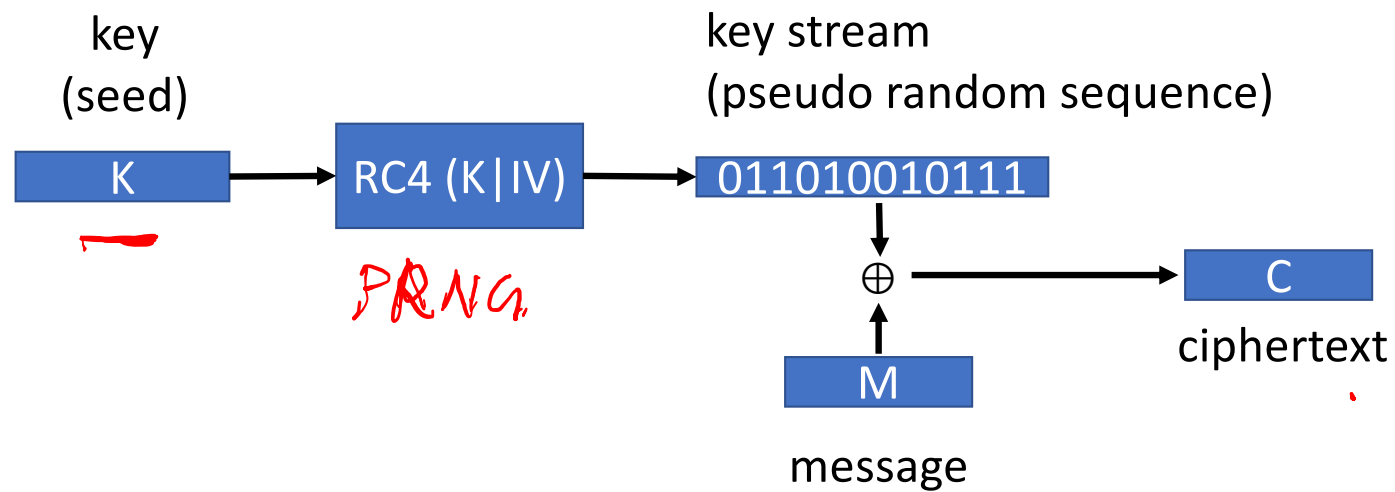 key
(seed)
key stream
(pseudo random sequence)
K
RC4 (K|IV)
011010010111
PRNG.
⊕
C
ciphertext
M
message